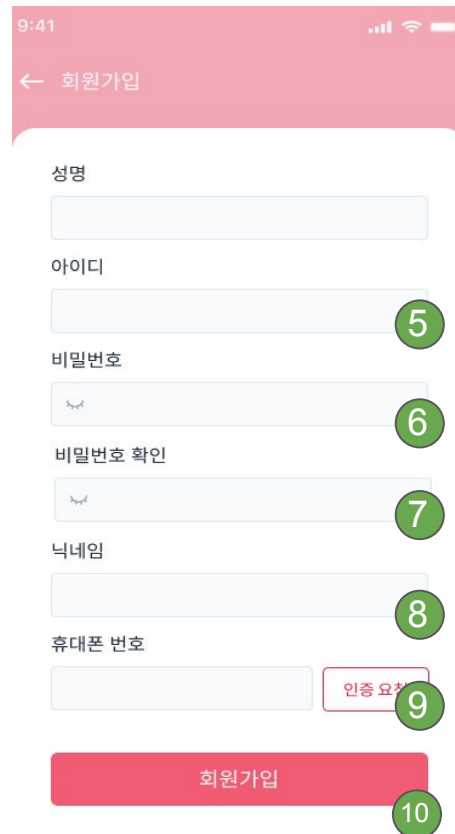 9:41
회원가입
성명
아이디
5
비밀번호
6
비밀번호 확인
7
닉네임
8
휴대폰 번호
인증 요청
9
회원가입
10